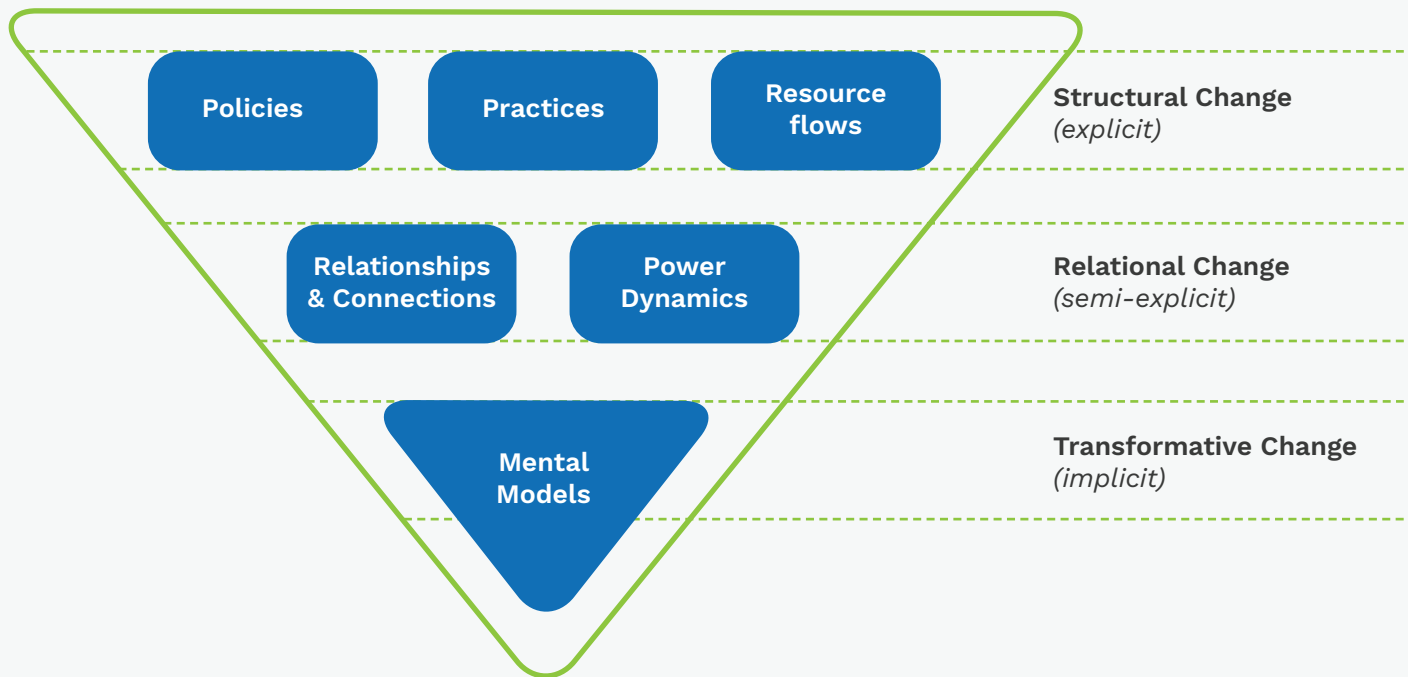 Policies
Practices
Resource
flows
Structural Change
(explicit)
Relationships
& Connections
Power
Dynamics
Relational Change
(semi-explicit)
Mental
Models
Transformative Change
(implicit)